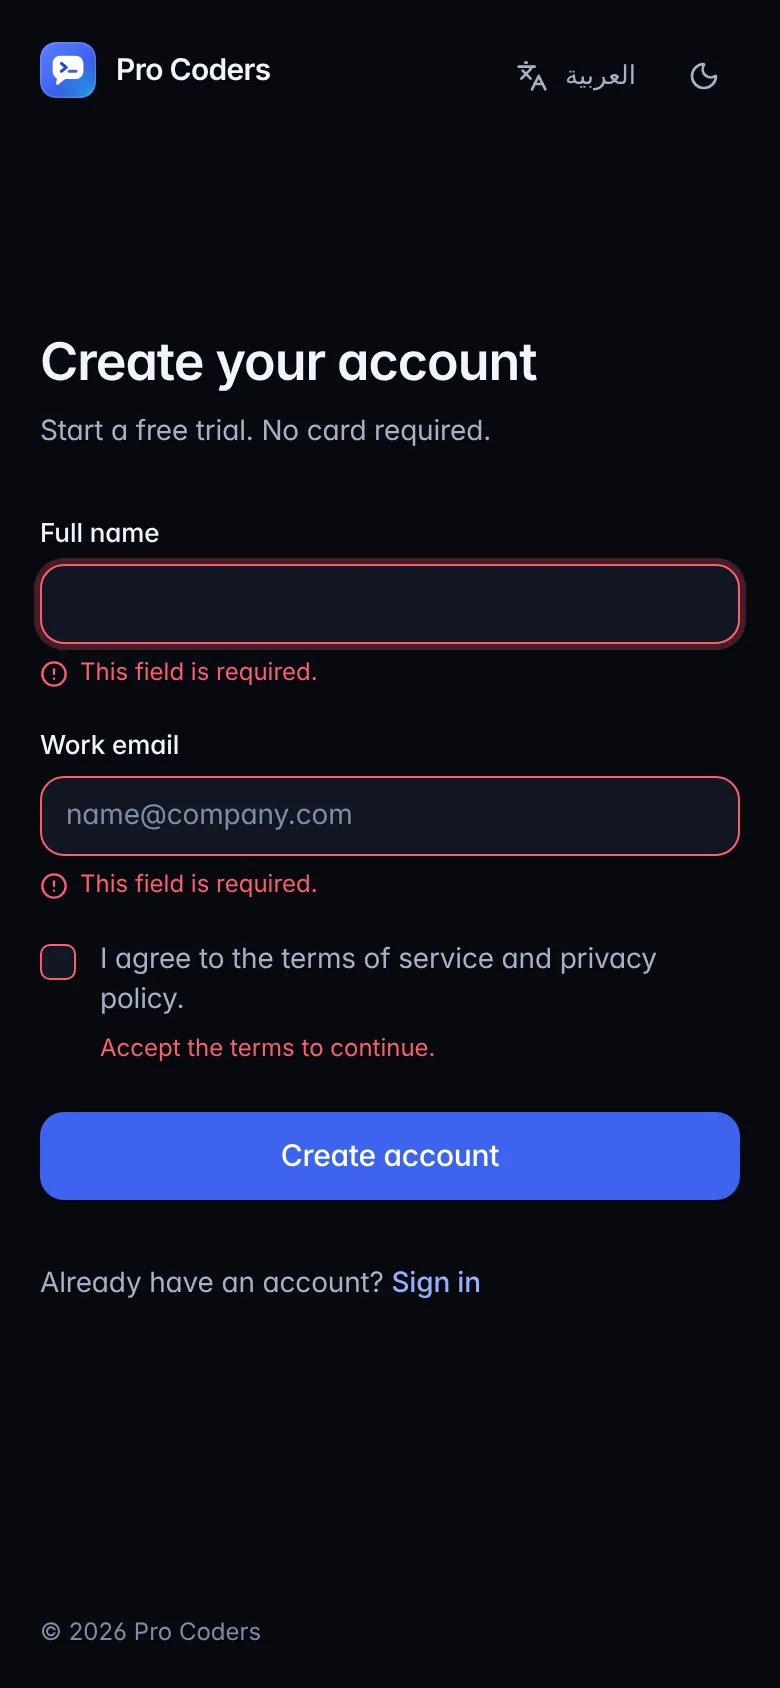 Pro Coders
العربية
Create your account
Start a free trial. No card required.
Full name
This field is required.
Work email
name@company.com
This field is required.
I agree to the terms of service and privacy
policy.
Accept the terms to continue.
Create account
Already have an account? Sign in
© 2026 Pro Coders